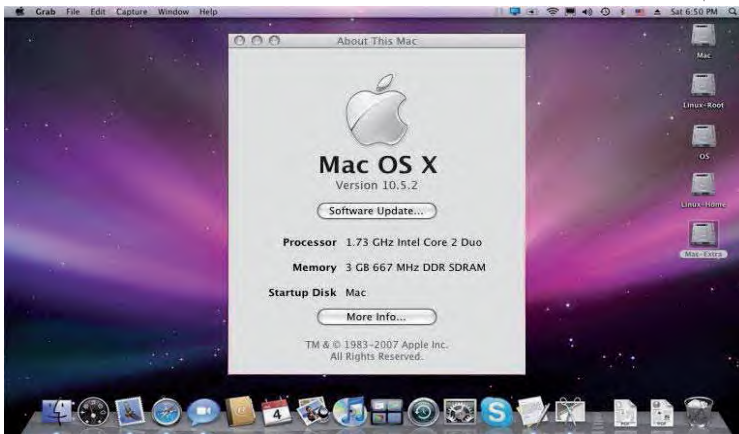 Grab File Edit Capture Window Help Sat 6:50 PM
About This Mac
Mac
Linux-Root
OS
Linux-Home
Mac-Extra
Mac OS X
Version 10.5.2
Software Update...
Processor 1.73 GHz Intel Core 2 Duo
Memory 3 GB 667 MHz DDR SDRAM
Startup Disk Mac
More Info...
TM & © 1983-2007 Apple Inc.
All Rights Reserved.
4
PDF
PDF